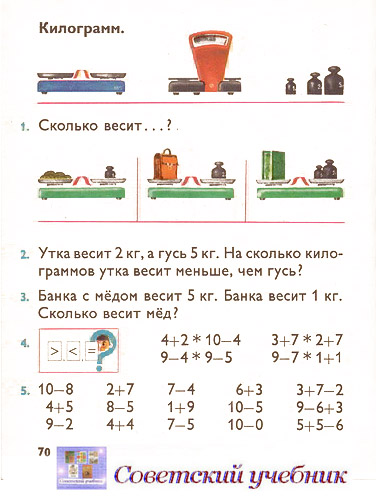 Килограмм.
1. Сколько весит...?
2. Утка весит 2 кг, а гусь 5 кг. На сколько кило-
граммов утка весит меньше, чем гусь?
3. Банка с мёдом весит 5 кг. Банка весит 1 кг.
Сколько весит мёд?
4. > < = ? 4+2 * 10−4 3+7 * 2+7
9−4 * 9−5 9−7 * 1+1
5. 10−8 2+7 7−4 6+3 3+7−2
4+5 8−5 1+9 10−5 9−6+3
9−2 4+4 7−5 10−0 5+5−6
70
Советский учебник